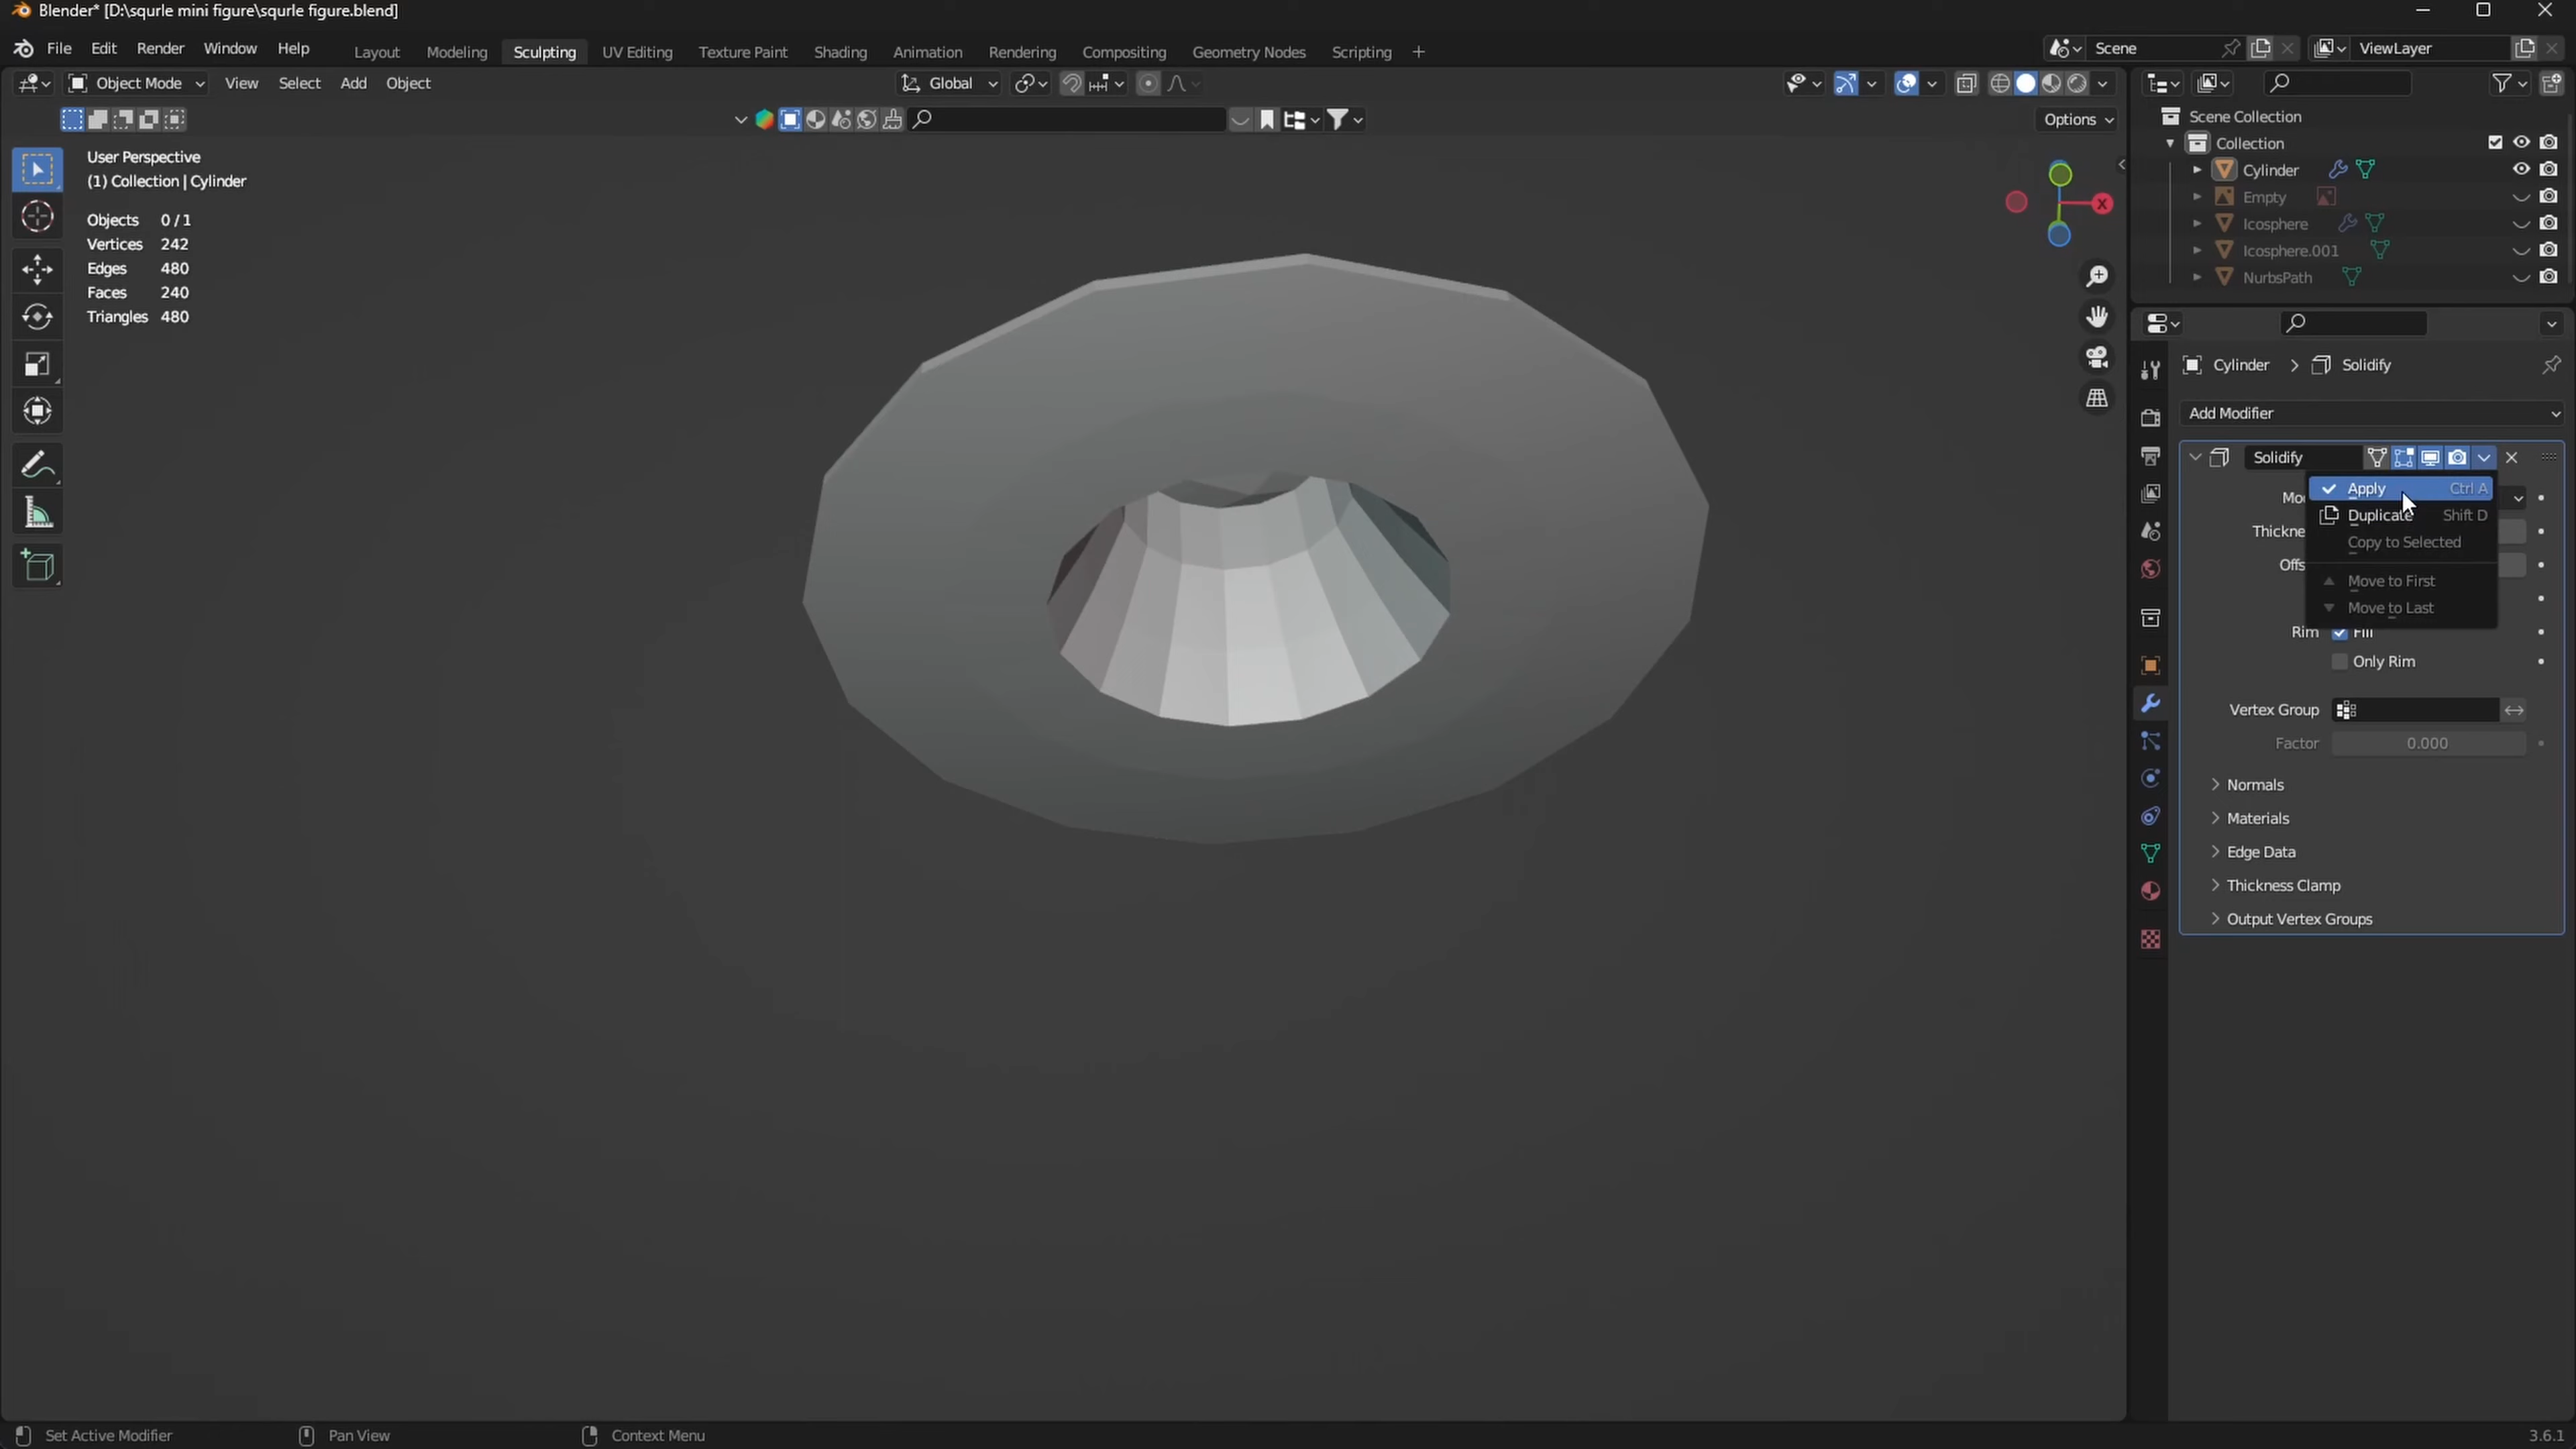 Blender* [D:\squrle mini figure\squrle figure.blend]
File Edit Render Window Help
Layout Modeling Sculpting UV Editing Texture Paint Shading Animation Rendering Compositing Geometry Nodes Scripting +
Scene
ViewLayer
Object Mode View Select Add Object
Global
Options
User Perspective
(1) Collection | Cylinder
Objects 0 / 1
Vertices 242
Edges 480
Faces 240
Triangles 480
X
Scene Collection
Collection
Cylinder
Empty
Icosphere
Icosphere.001
NurbsPath
Cylinder > Solidify
Add Modifier
Solidify
Apply Ctrl A
Duplicate Shift D
Copy to Selected
Move to First
Move to Last
Rim Fill
Only Rim
Vertex Group
Factor 0.000
Normals
Materials
Edge Data
Thickness Clamp
Output Vertex Groups
Set Active Modifier
Pan View
Context Menu
3.6.1